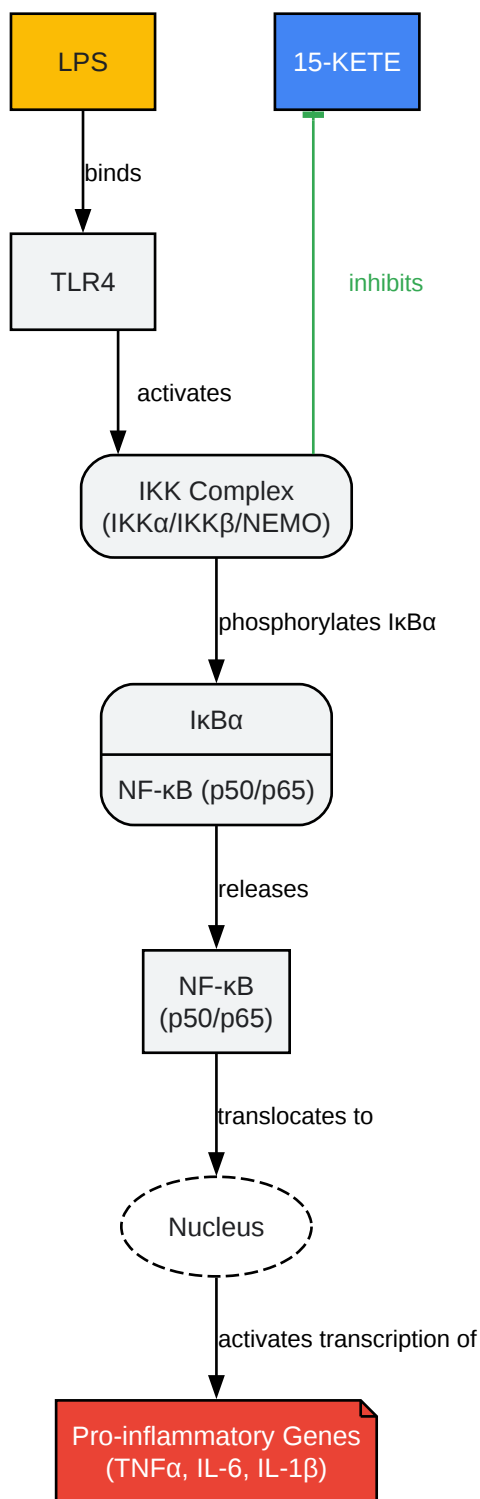 LPS
15-KETE
binds
TLR4
inhibits
activates
IKK Complex
(IKKα/IKKβ/NEMO)
phosphorylates IκBα
IκBα
NF-κB (p50/p65)
releases
NF-κB
(p50/p65)
translocates to
Nucleus
activates transcription of
Pro-inflammatory Genes
(TNFα, IL-6, IL-1β)